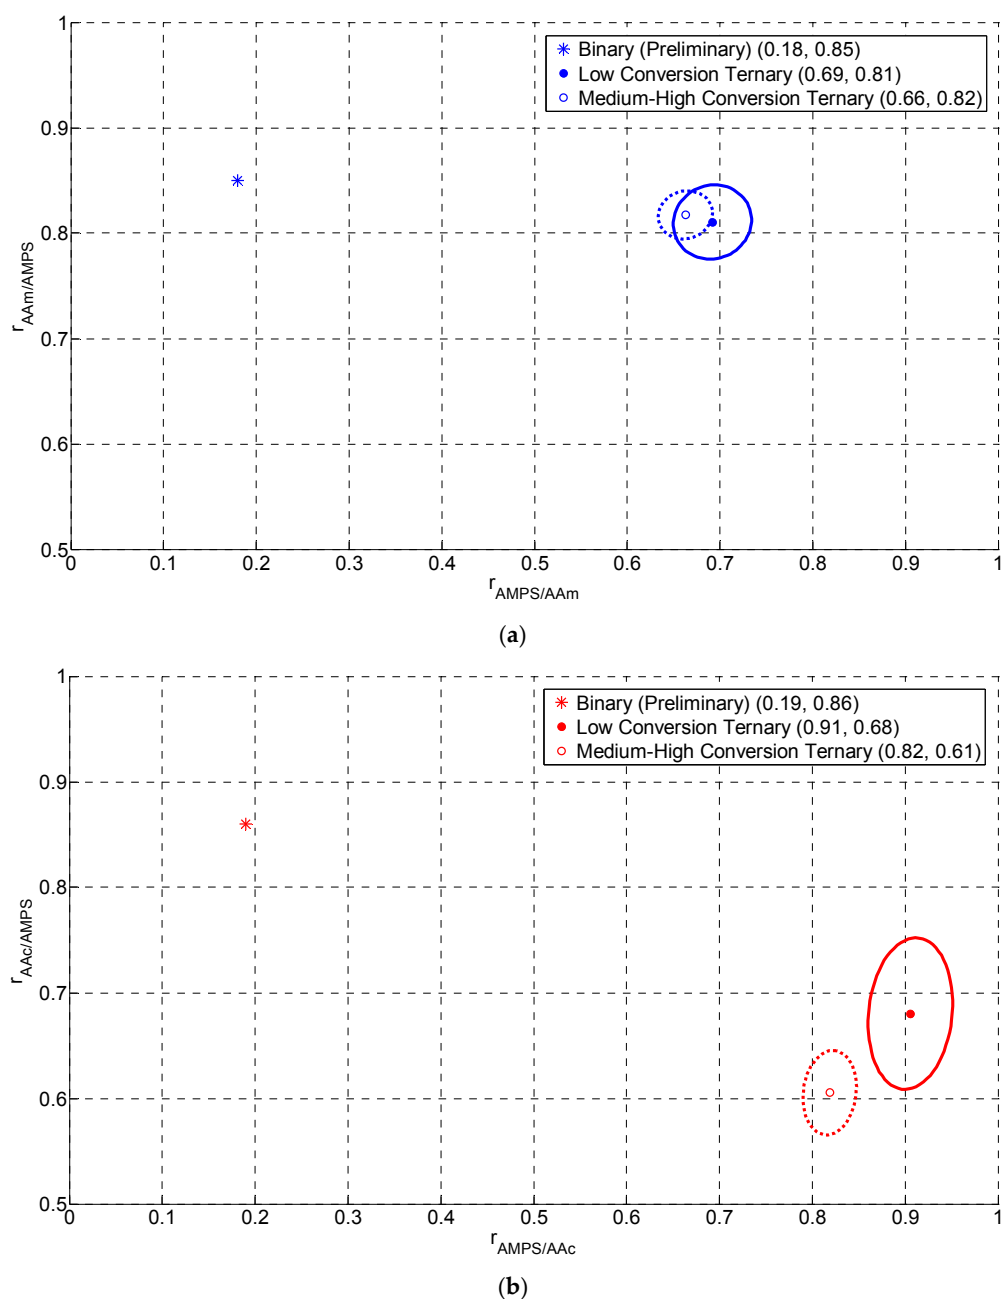 1
Binary (Preliminary) (0.18, 0.85)
Low Conversion Ternary (0.69, 0.81)
Medium-High Conversion Ternary (0.66, 0.82)
0.9
0.8
0.7
0.6
0.5
r AAm/AMPS
0 0.1 0.2 0.3 0.4 0.5 0.6 0.7 0.8 0.9 1
r AMPS/AAm
(a)
1
Binary (Preliminary) (0.19, 0.86)
Low Conversion Ternary (0.91, 0.68)
Medium-High Conversion Ternary (0.82, 0.61)
0.9
0.8
0.7
0.6
0.5
r AAc/AMPS
0 0.1 0.2 0.3 0.4 0.5 0.6 0.7 0.8 0.9 1
r AMPS/AAc
(b)